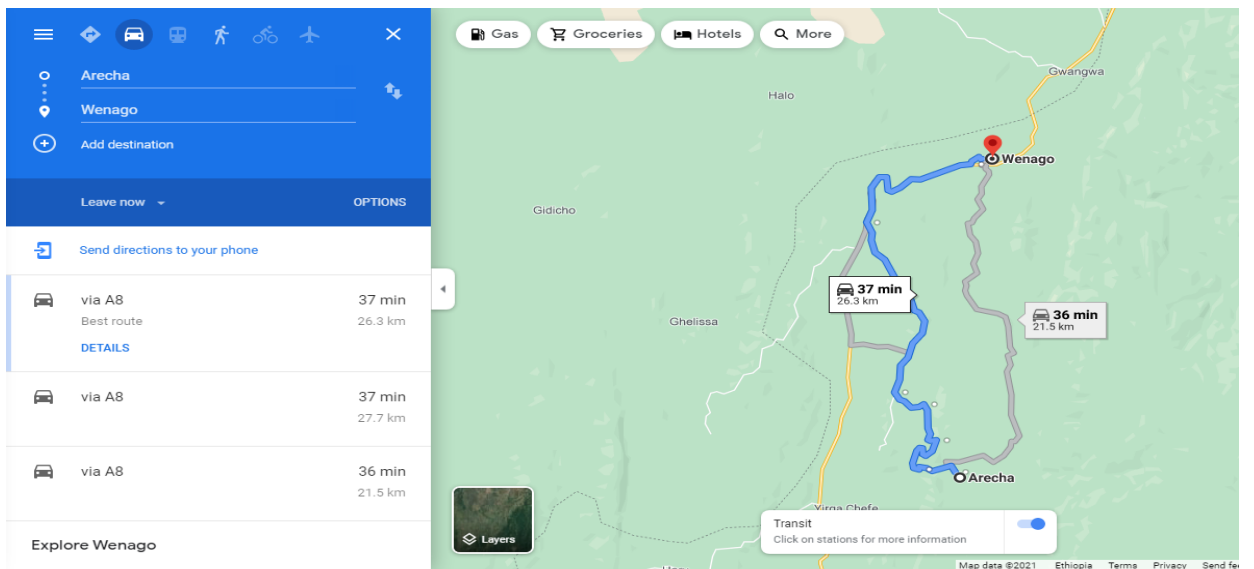 Arecha
Wenago
Add destination
Leave now
OPTIONS
Send directions to your phone
via A8
37 min
Best route
26.3 km
DETAILS
via A8
37 min
27.7 km
via A8
36 min
21.5 km
Explore Wenago
Gas
Groceries
Hotels
More
Gwangwa
Halo
Wenago
Gidicho
37 min
26.3 km
Ghelissa
36 min
21.5 km
Arecha
Yirga Chefe
Layers
Transit
Click on stations for more information
Map data ©2021 Ethiopia Terms Privacy Send fee